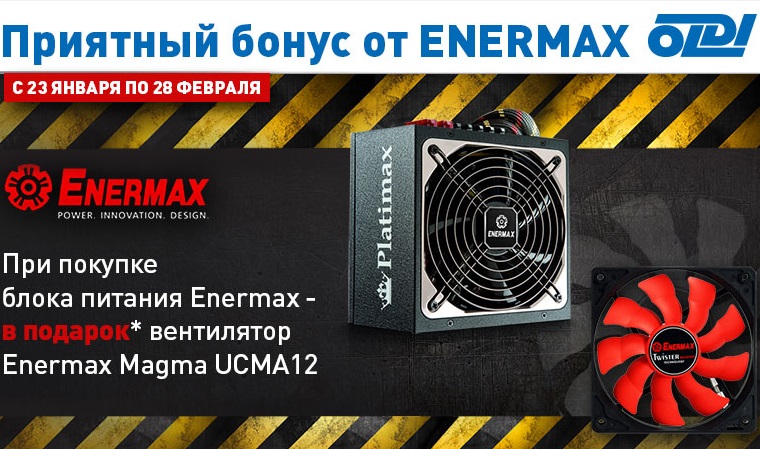 Приятный бонус от ENERMAX OLDI
С 23 ЯНВАРЯ ПО 28 ФЕВРАЛЯ
ENERMAX
POWER. INNOVATION. DESIGN.
При покупке
блока питания Enermax -
в подарок* вентилятор
Enermax Magma UCMA12
Platimax
ENERMAX
ENERMAX
TWISTER